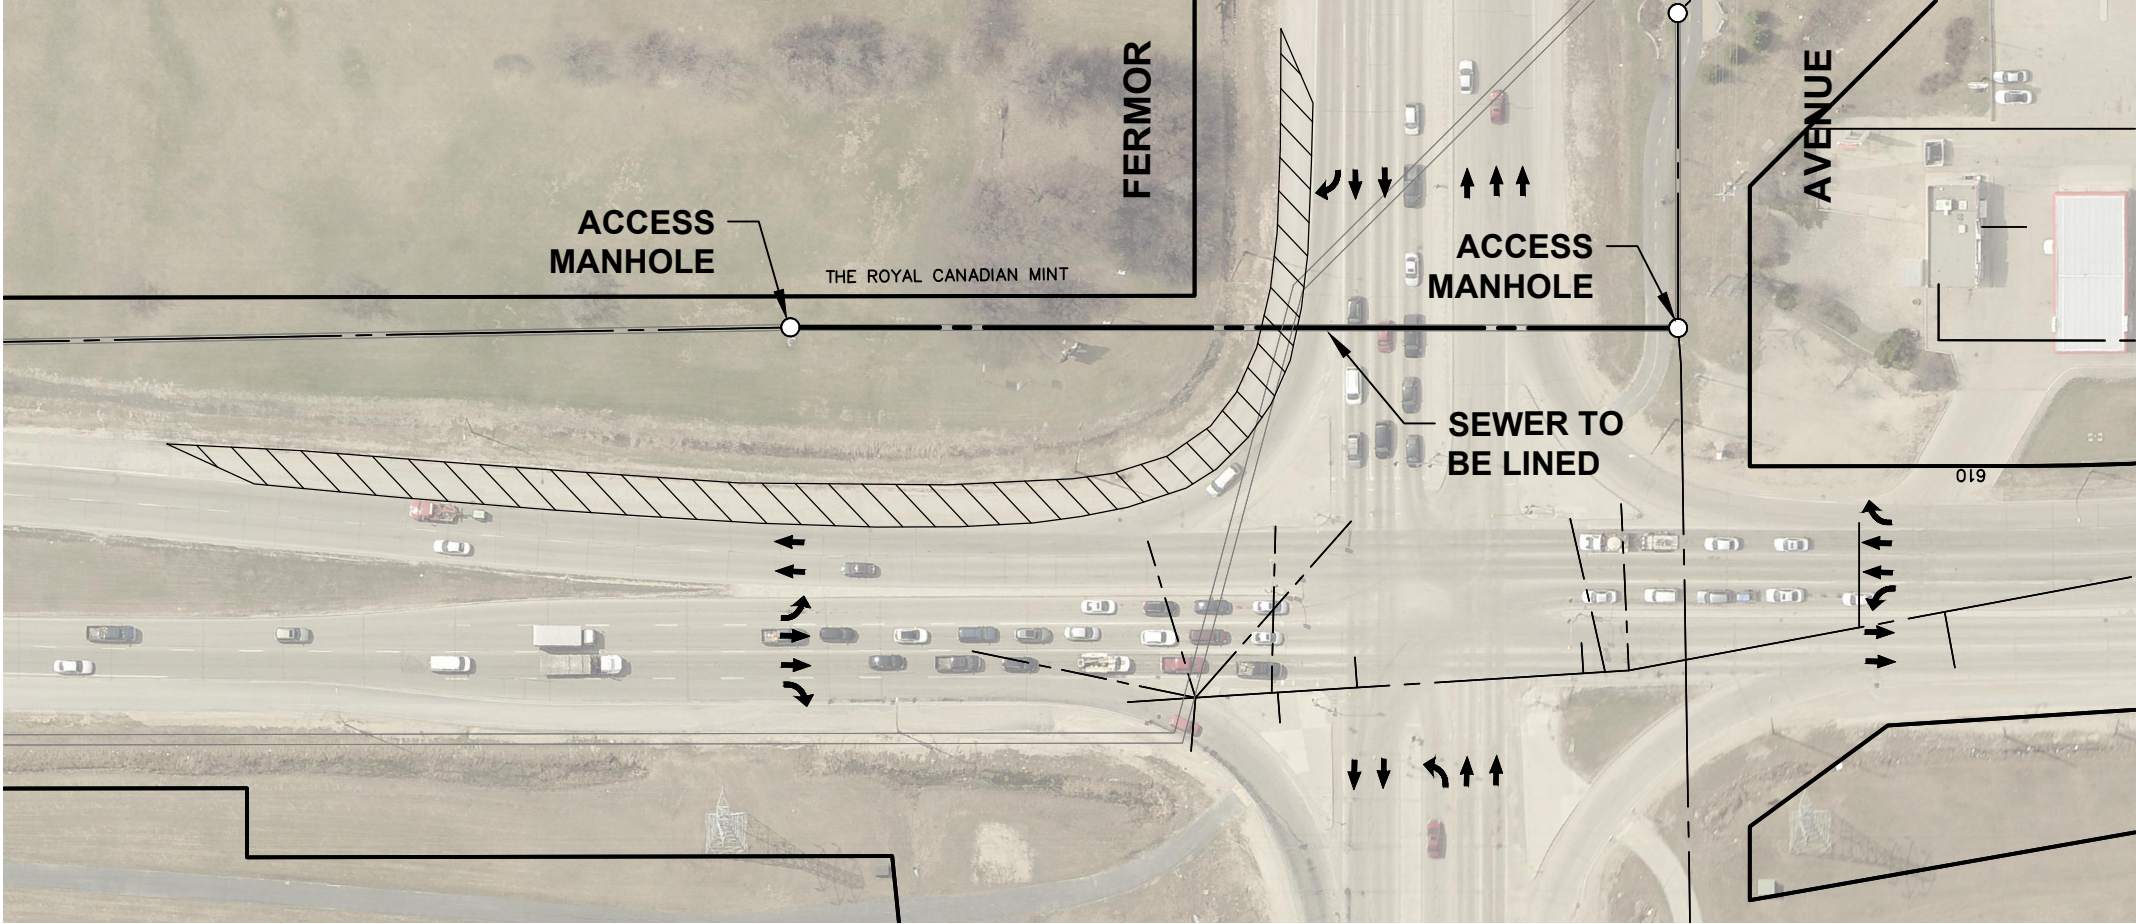 FERMOR
AVENUE
ACCESS
MANHOLE
THE ROYAL CANADIAN MINT
ACCESS
MANHOLE
SEWER TO
BE LINED
610